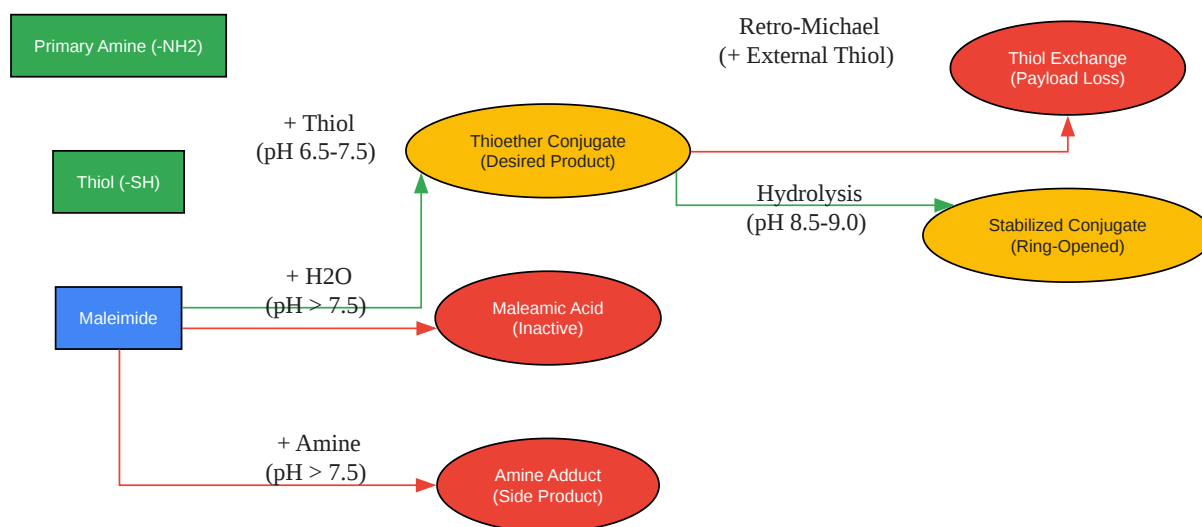 Primary Amine (-NH2)
Retro-Michael
(+ External Thiol)
Thiol Exchange
(Payload Loss)
+ Thiol
(pH 6.5-7.5)
Thioether Conjugate
(Desired Product)
Thiol (-SH)
Hydrolysis
(pH 8.5-9.0)
Stabilized Conjugate
(Ring-Opened)
+ H2O
(pH > 7.5)
Maleimide
Maleamic Acid
(Inactive)
+ Amine
(pH > 7.5)
Amine Adduct
(Side Product)